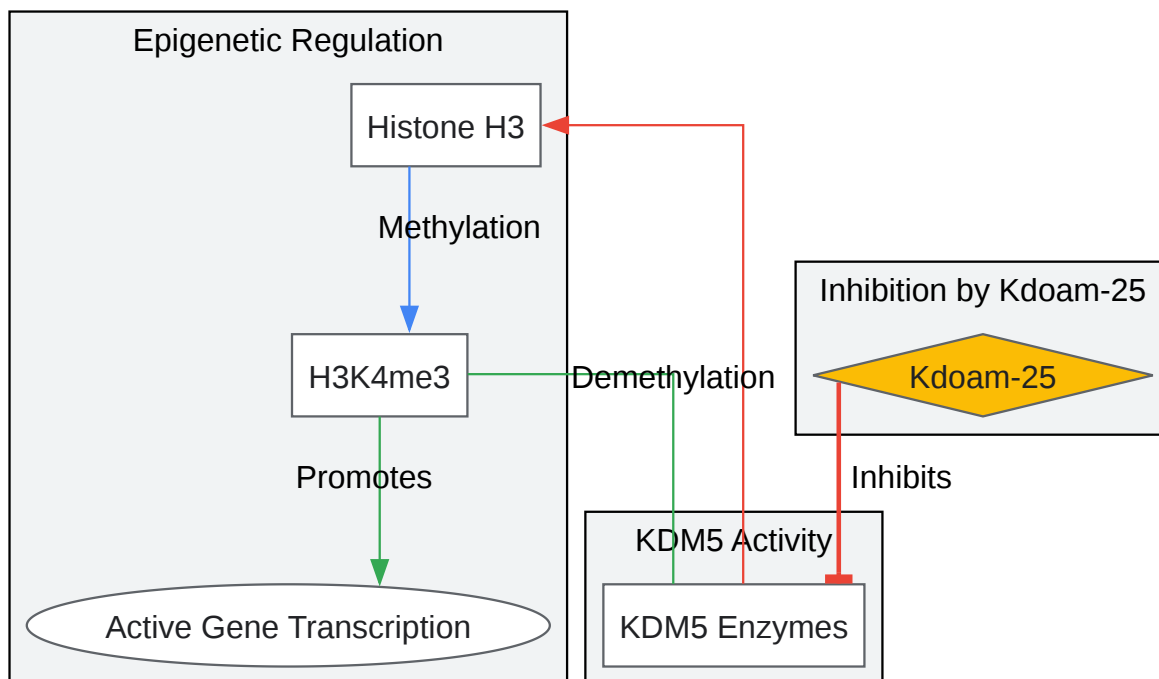 Epigenetic Regulation
Histone H3
Methylation
Inhibition by Kdoam-25
H3K4me3
Demethylation
Kdoam-25
Promotes
Inhibits
KDM5 Activity
Active Gene Transcription
KDM5 Enzymes